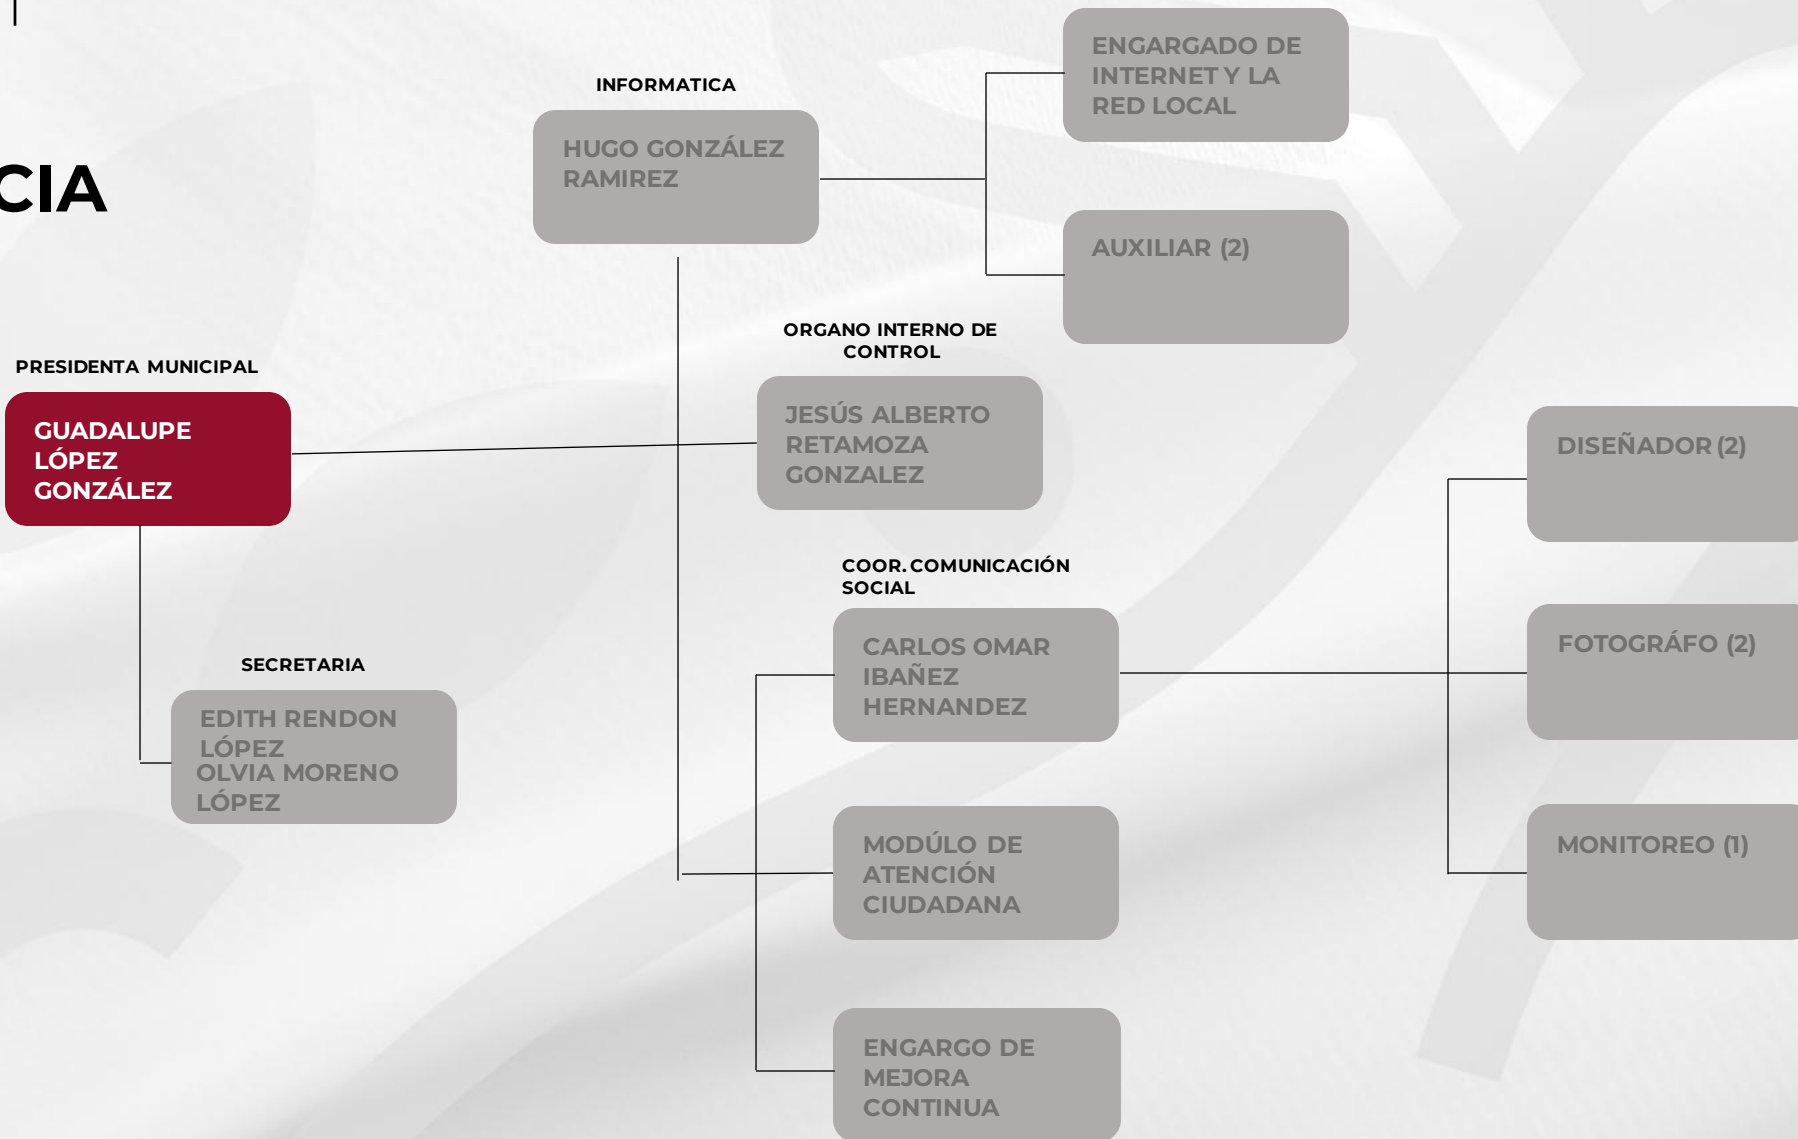 CIA
INFORMATICA
HUGO GONZÁLEZ
RAMIREZ
ENGARGADO DE
INTERNET Y LA
RED LOCAL
AUXILIAR (2)
PRESIDENTA MUNICIPAL
GUADALUPE
LÓPEZ
GONZÁLEZ
ORGANO INTERNO DE
CONTROL
JESÚS ALBERTO
RETAMOZA
GONZALEZ
SECRETARIA
EDITH RENDON
LÓPEZ
OLVIA MORENO
LÓPEZ
COOR. COMUNICACIÓN
SOCIAL
CARLOS OMAR
IBAÑEZ
HERNANDEZ
MODÚLO DE
ATENCIÓN
CIUDADANA
ENGARGO DE
MEJORA
CONTINUA
DISEÑADOR (2)
FOTOGRÁFO (2)
MONITOREO (1)